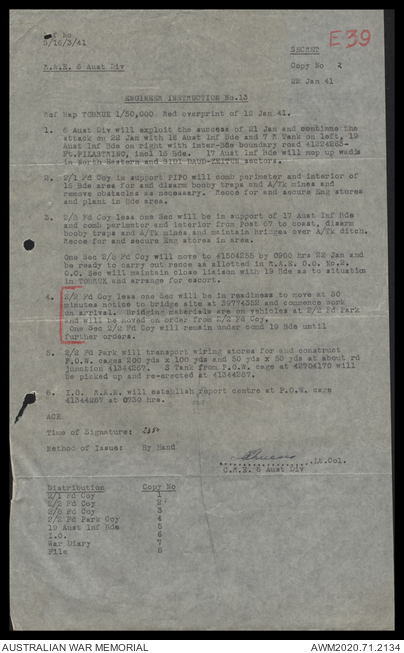 Ref No
5/16/3/41
SECRET
E39
R.A.E. 6 Aust Div
Copy No 2
22 Jan 41
ENGINEER INSTRUCTION No.13
Ref Map TOBRUK 1/50,000 Red overprint of 12 Jan 41.
1. 6 Aust Div will exploit the success of 21 Jan and continue the
attack on 22 Jan with 16 Aust Inf Bde and 7 R Tank on left, 19
Aust Inf Bde on right with inter-Bde boundary road 41224263-
Ft.PILASTRINO, incl 16 Bde. 17 Aust Inf Bde will mop up wadis
in North Eastern and SIDI DAUD-ZEITUN sectors.
2. 2/1 Fd Coy in support PIPO will comb perimeter and interior of
16 Bde area for and disarm booby traps and A/Tk mines and
remove obstacles as necessary. Recce for and secure Eng stores
and plant in Bde area.
3. 2/8 Fd Coy less one Sec will be in support of 17 Aust Inf Bde
and comb perimeter and interior from Post 67 to coast, disarm
booby traps and A/Tk mines and maintain bridges over A/Tk ditch.
Recce for and secure Eng stores in area.
One Sec 2/8 Fd Coy will move to 41504255 by 0900 hrs 22 Jan and
be ready to carry out recce as allotted in R.A.E. O.O. No.2.
O.C. Sec will maintain close liaison with 19 Bde as to situation
in TOBRUK and arrange for escort.
4. 2/2 Fd Coy less one Sec will be in readiness to move at 30
minutes notice to bridge site at 39774352 and commence work
on arrival. Bridging materials are on vehicles at 2/2 Fd Park
and will be moved on order from 2/2 Fd Coy.
One Sec 2/2 Fd Coy will remain under comd 19 Bde until
further orders.
5. 2/2 Fd Park will transport wiring stores for and construct
P.O.W. cages 200 yds x 100 yds and 50 yds x 50 yds at about rd
junction 41344267. S Tank from P.O.W. cage at 42704170 will
be picked up and re-erected at 41344267.
6. I.O. R.A.E. will establish report centre at P.O.W. cage
41344267 at 0730 hrs.
ACK
Time of Signature:
Method of Issue: By Hand
Lt.Col.
C.R.E. 6 Aust Div
Distribution Copy No
2/1 Fd Coy 1
2/2 Fd Coy 2
2/8 Fd Coy 3
2/2 Fd Park Coy 4
19 Aust Inf Bde 5
I.O. 6
War Diary 7
File 8
AUSTRALIAN WAR MEMORIAL
AWM2020.71.2134